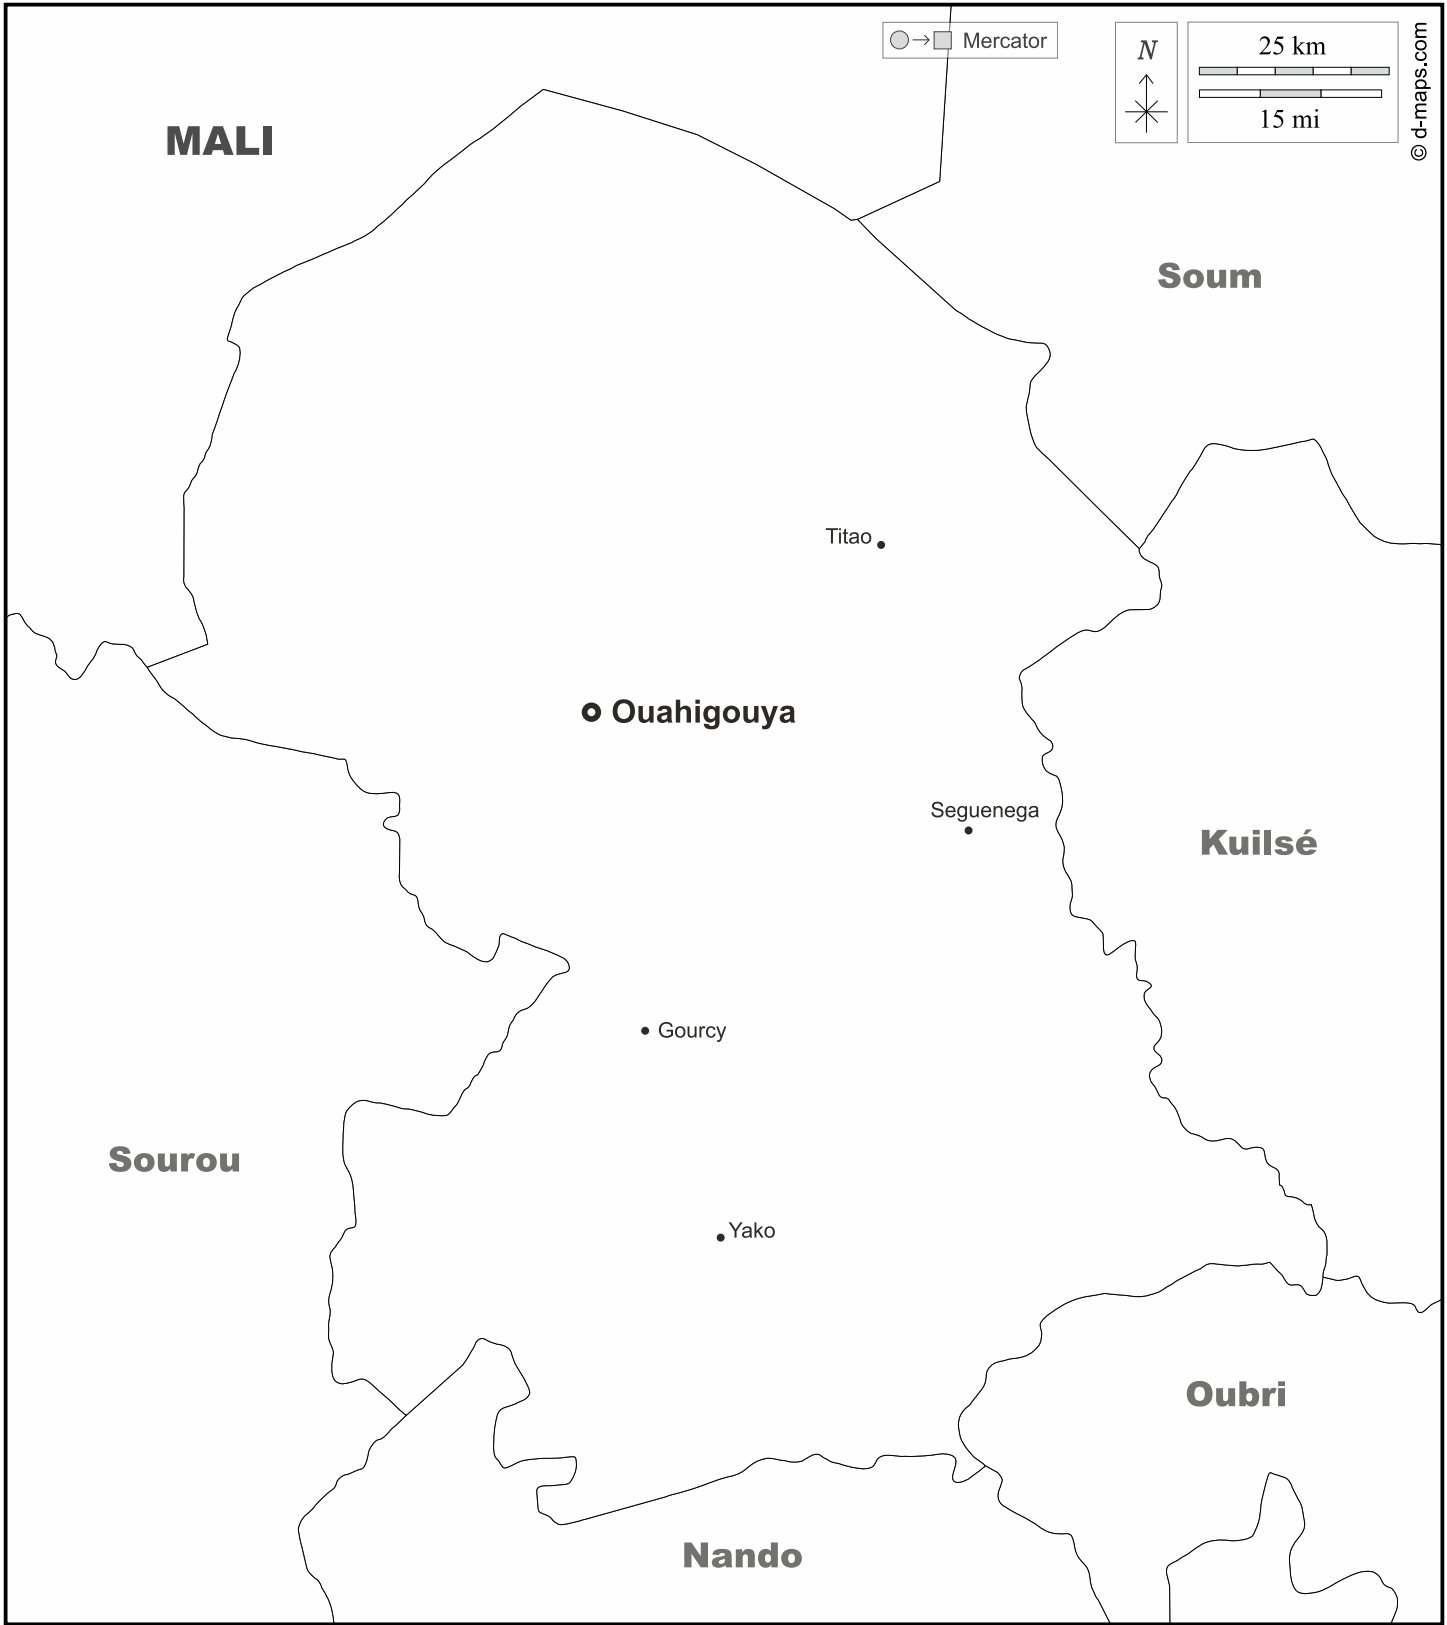 Mercator
N
25 km
15 mi
© d-maps.com
MALI
Soum
Titao
Ouahigouya
Seguenega
Kuilsé
Gourcy
Sourou
Yako
Oubri
Nando